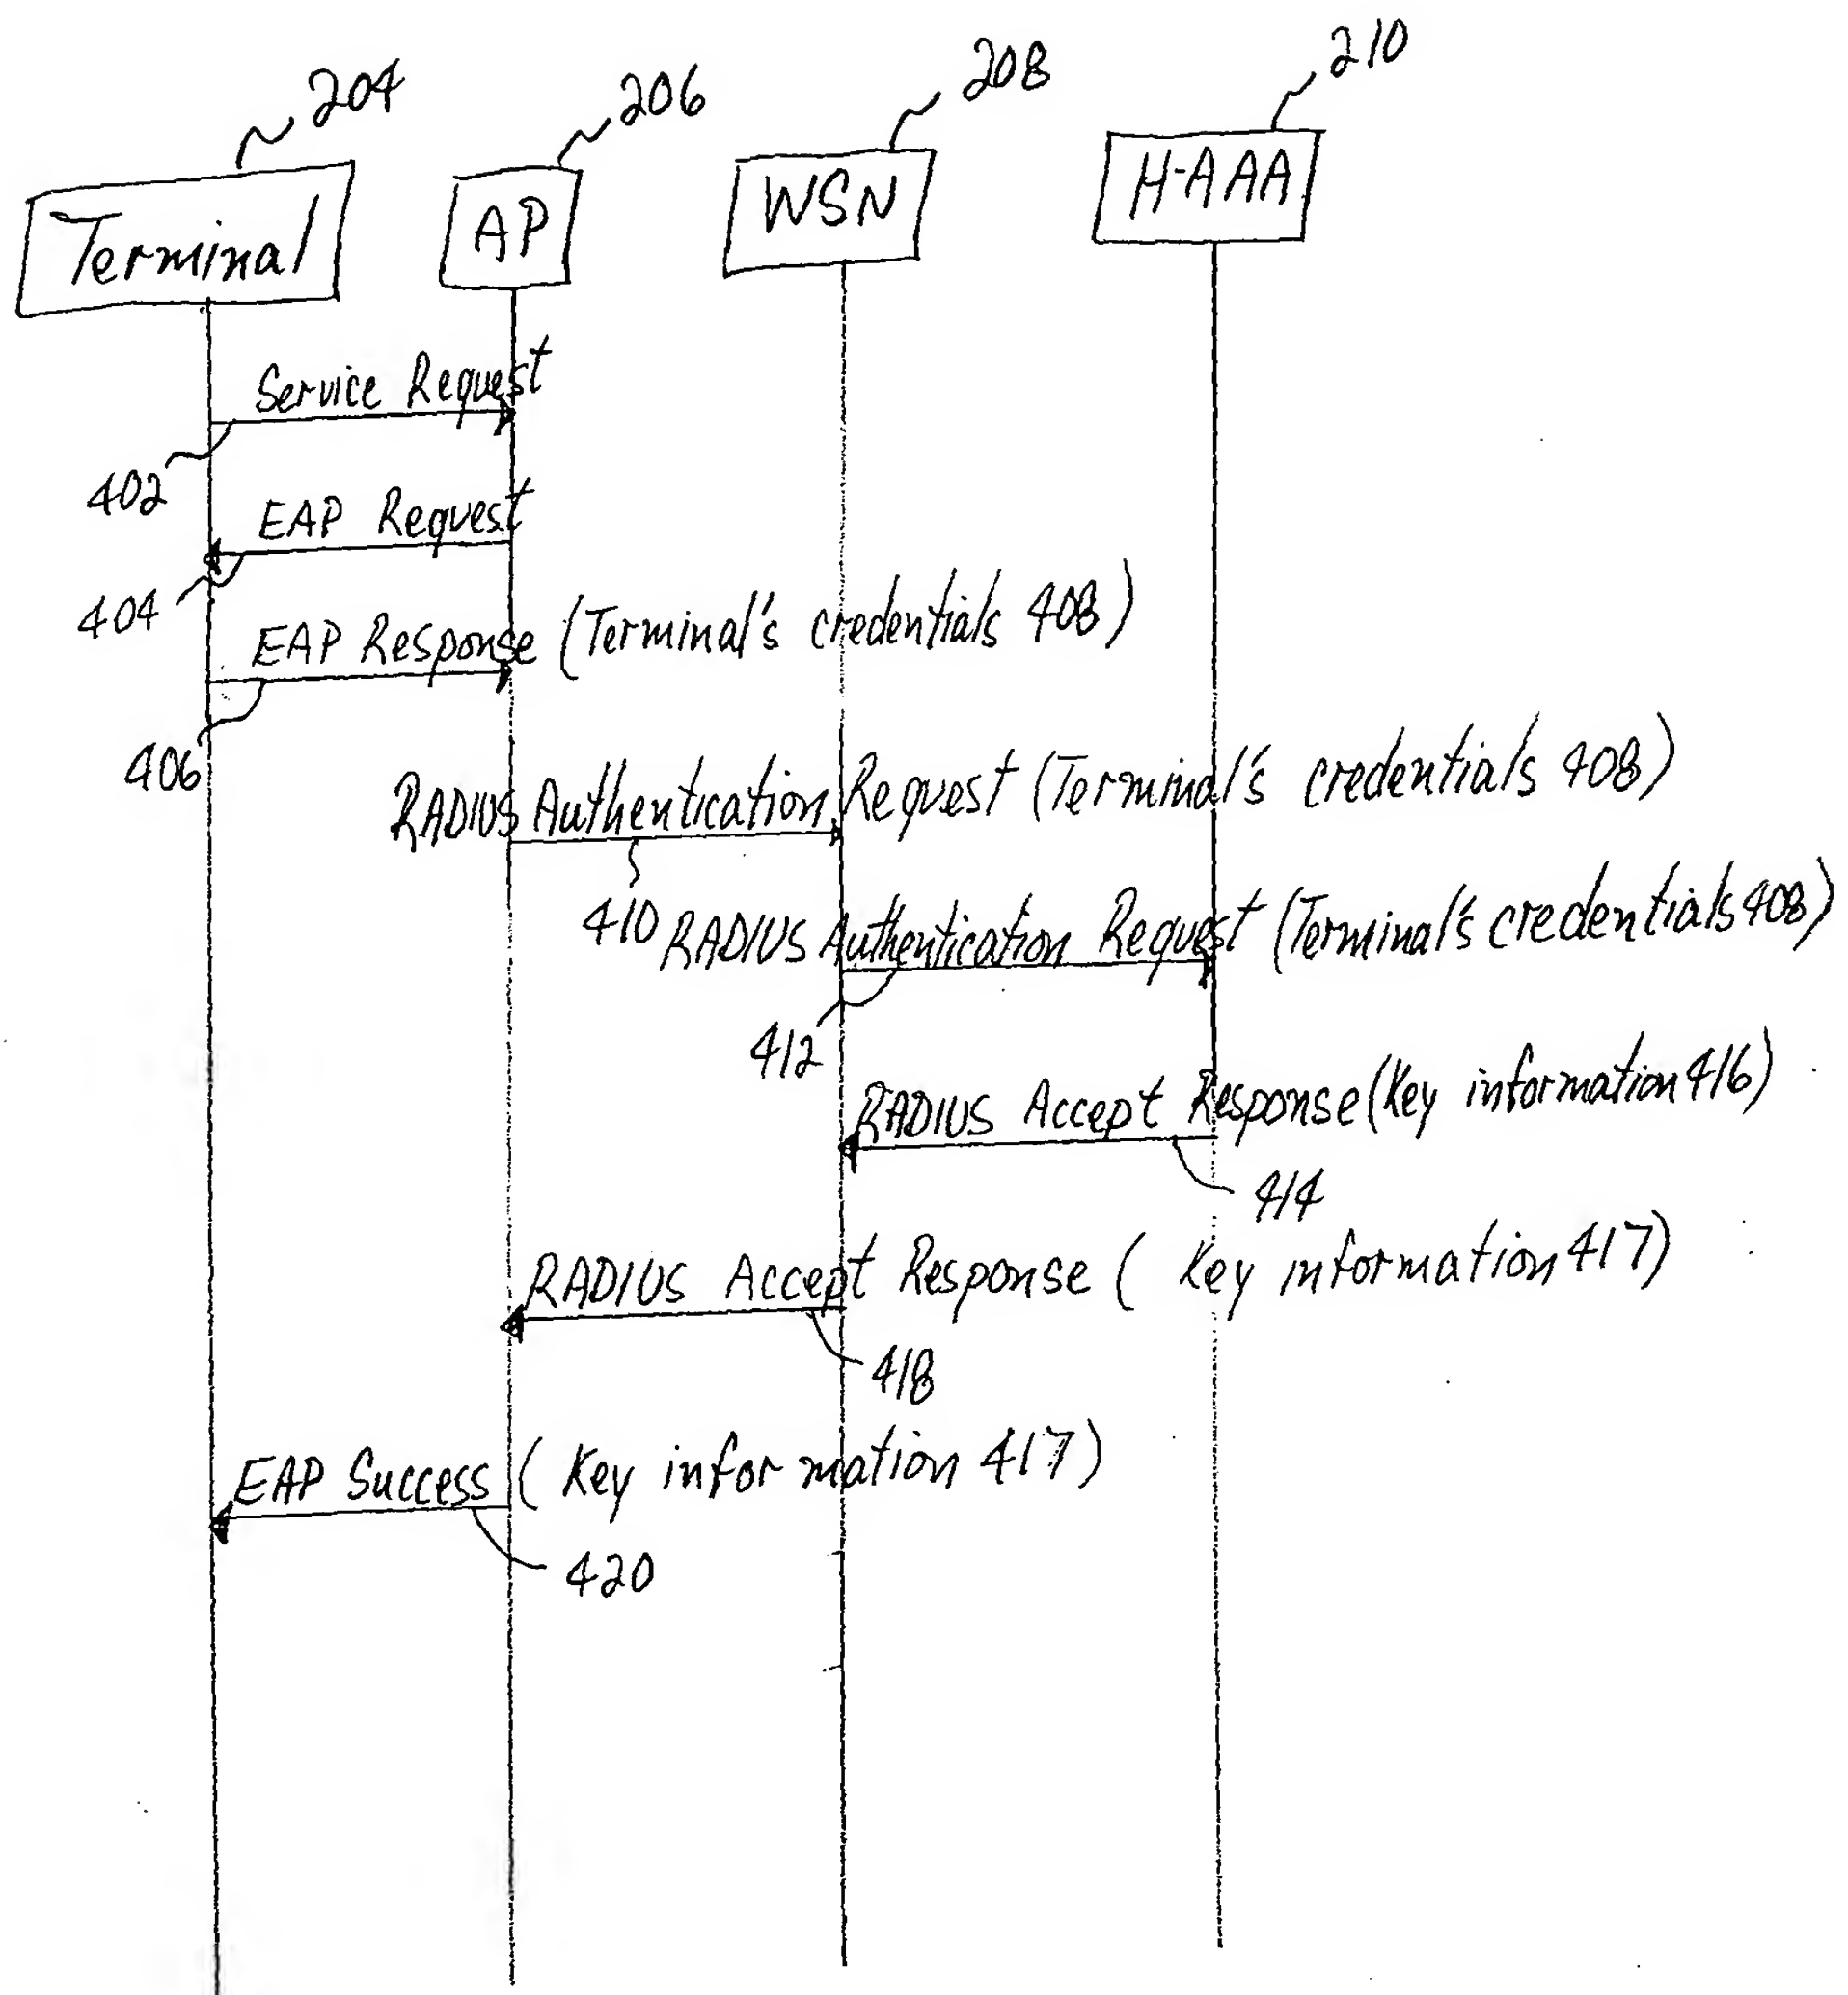 204 206 208 210
Terminal AP WSN H-AAA
Service Request
402
EAP Request
404
EAP Response (Terminal's credentials 408)
406
RADIUS Authentication Request (Terminal's credentials 408)
410
RADIUS Authentication Request (Terminal's credentials 408)
412
RADIUS Accept Response (Key information 416)
414
RADIUS Accept Response ( Key information 417)
418
EAP Success ( Key information 417)
420